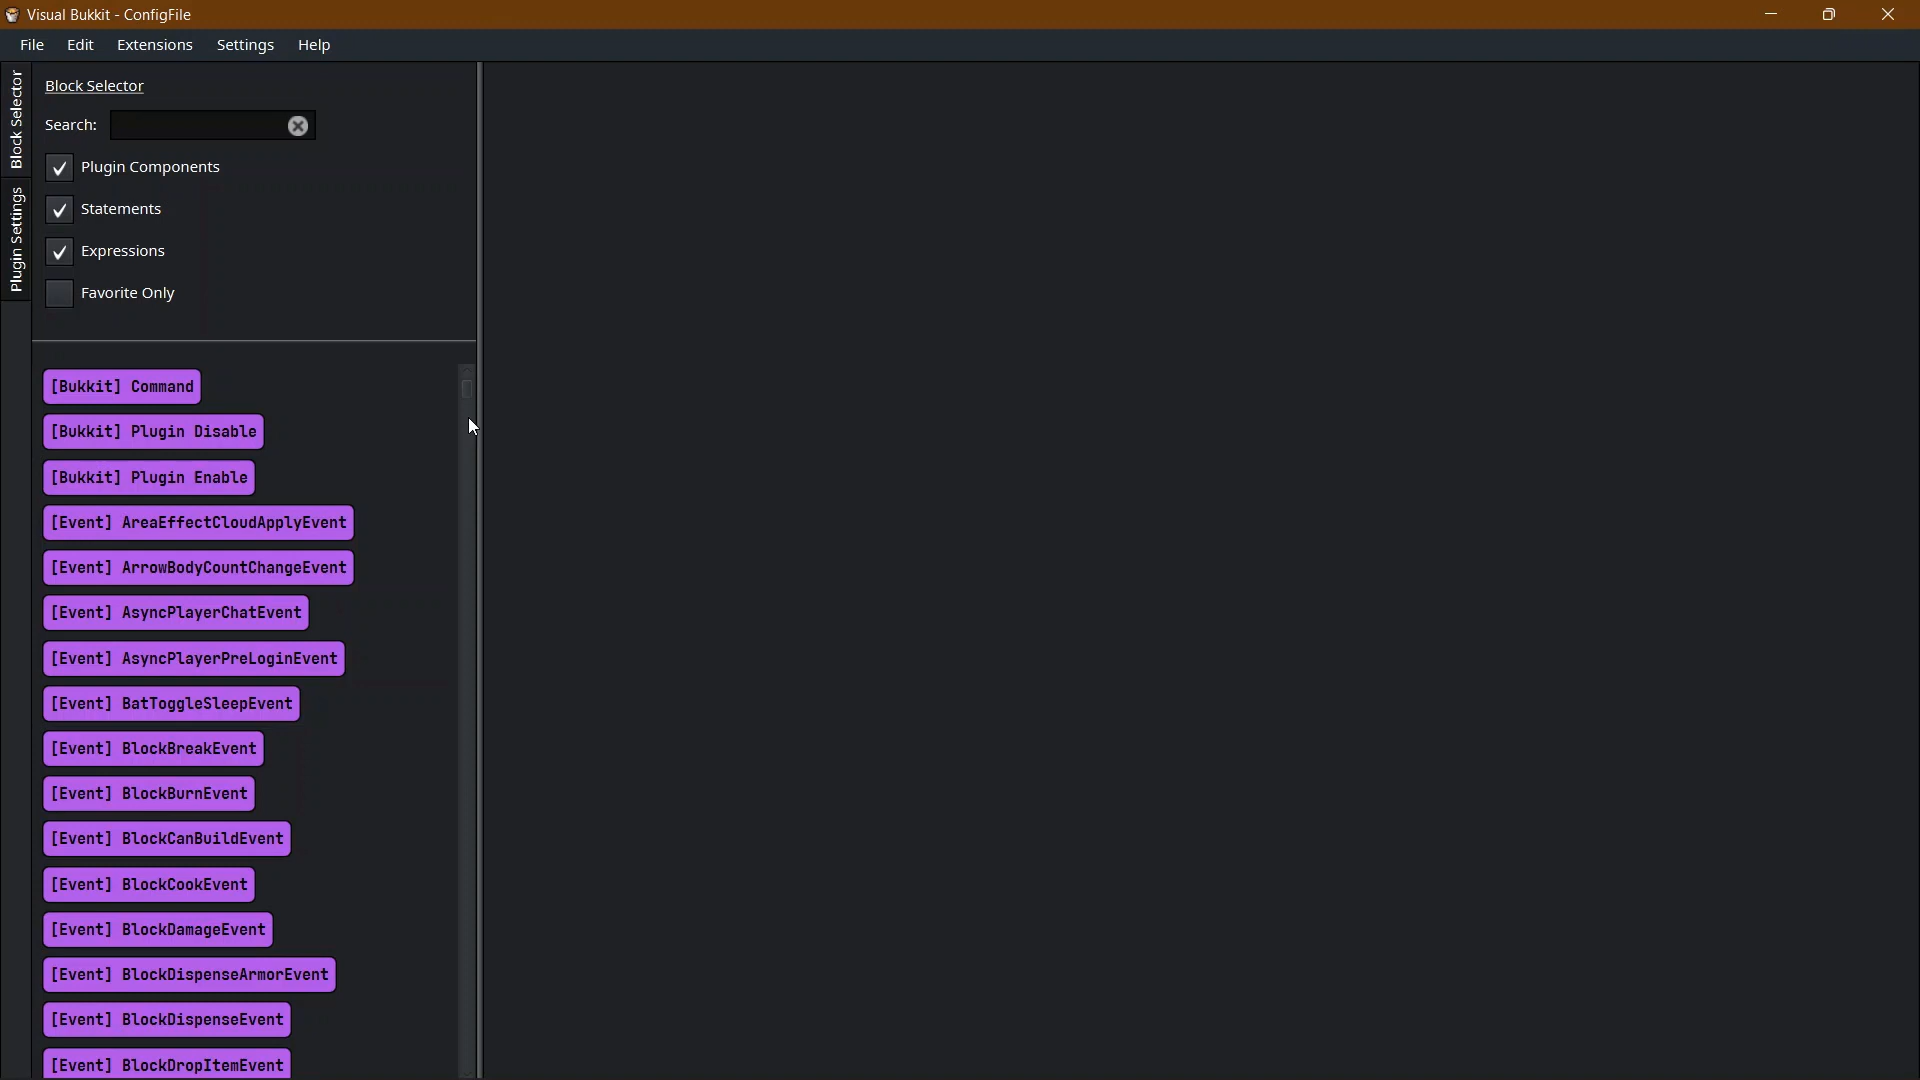 Visual Bukkit - ConfigFile
File Edit Extensions Settings Help
Block Selector
Plugin Settings
Block Selector
Search:
Plugin Components
Statements
Expressions
Favorite Only
[Bukkit] Command
[Bukkit] Plugin Disable
[Bukkit] Plugin Enable
[Event] AreaEffectCloudApplyEvent
[Event] ArrowBodyCountChangeEvent
[Event] AsyncPlayerChatEvent
[Event] AsyncPlayerPreLoginEvent
[Event] BatToggleSleepEvent
[Event] BlockBreakEvent
[Event] BlockBurnEvent
[Event] BlockCanBuildEvent
[Event] BlockCookEvent
[Event] BlockDamageEvent
[Event] BlockDispenseArmorEvent
[Event] BlockDispenseEvent
[Event] BlockDropItemEvent